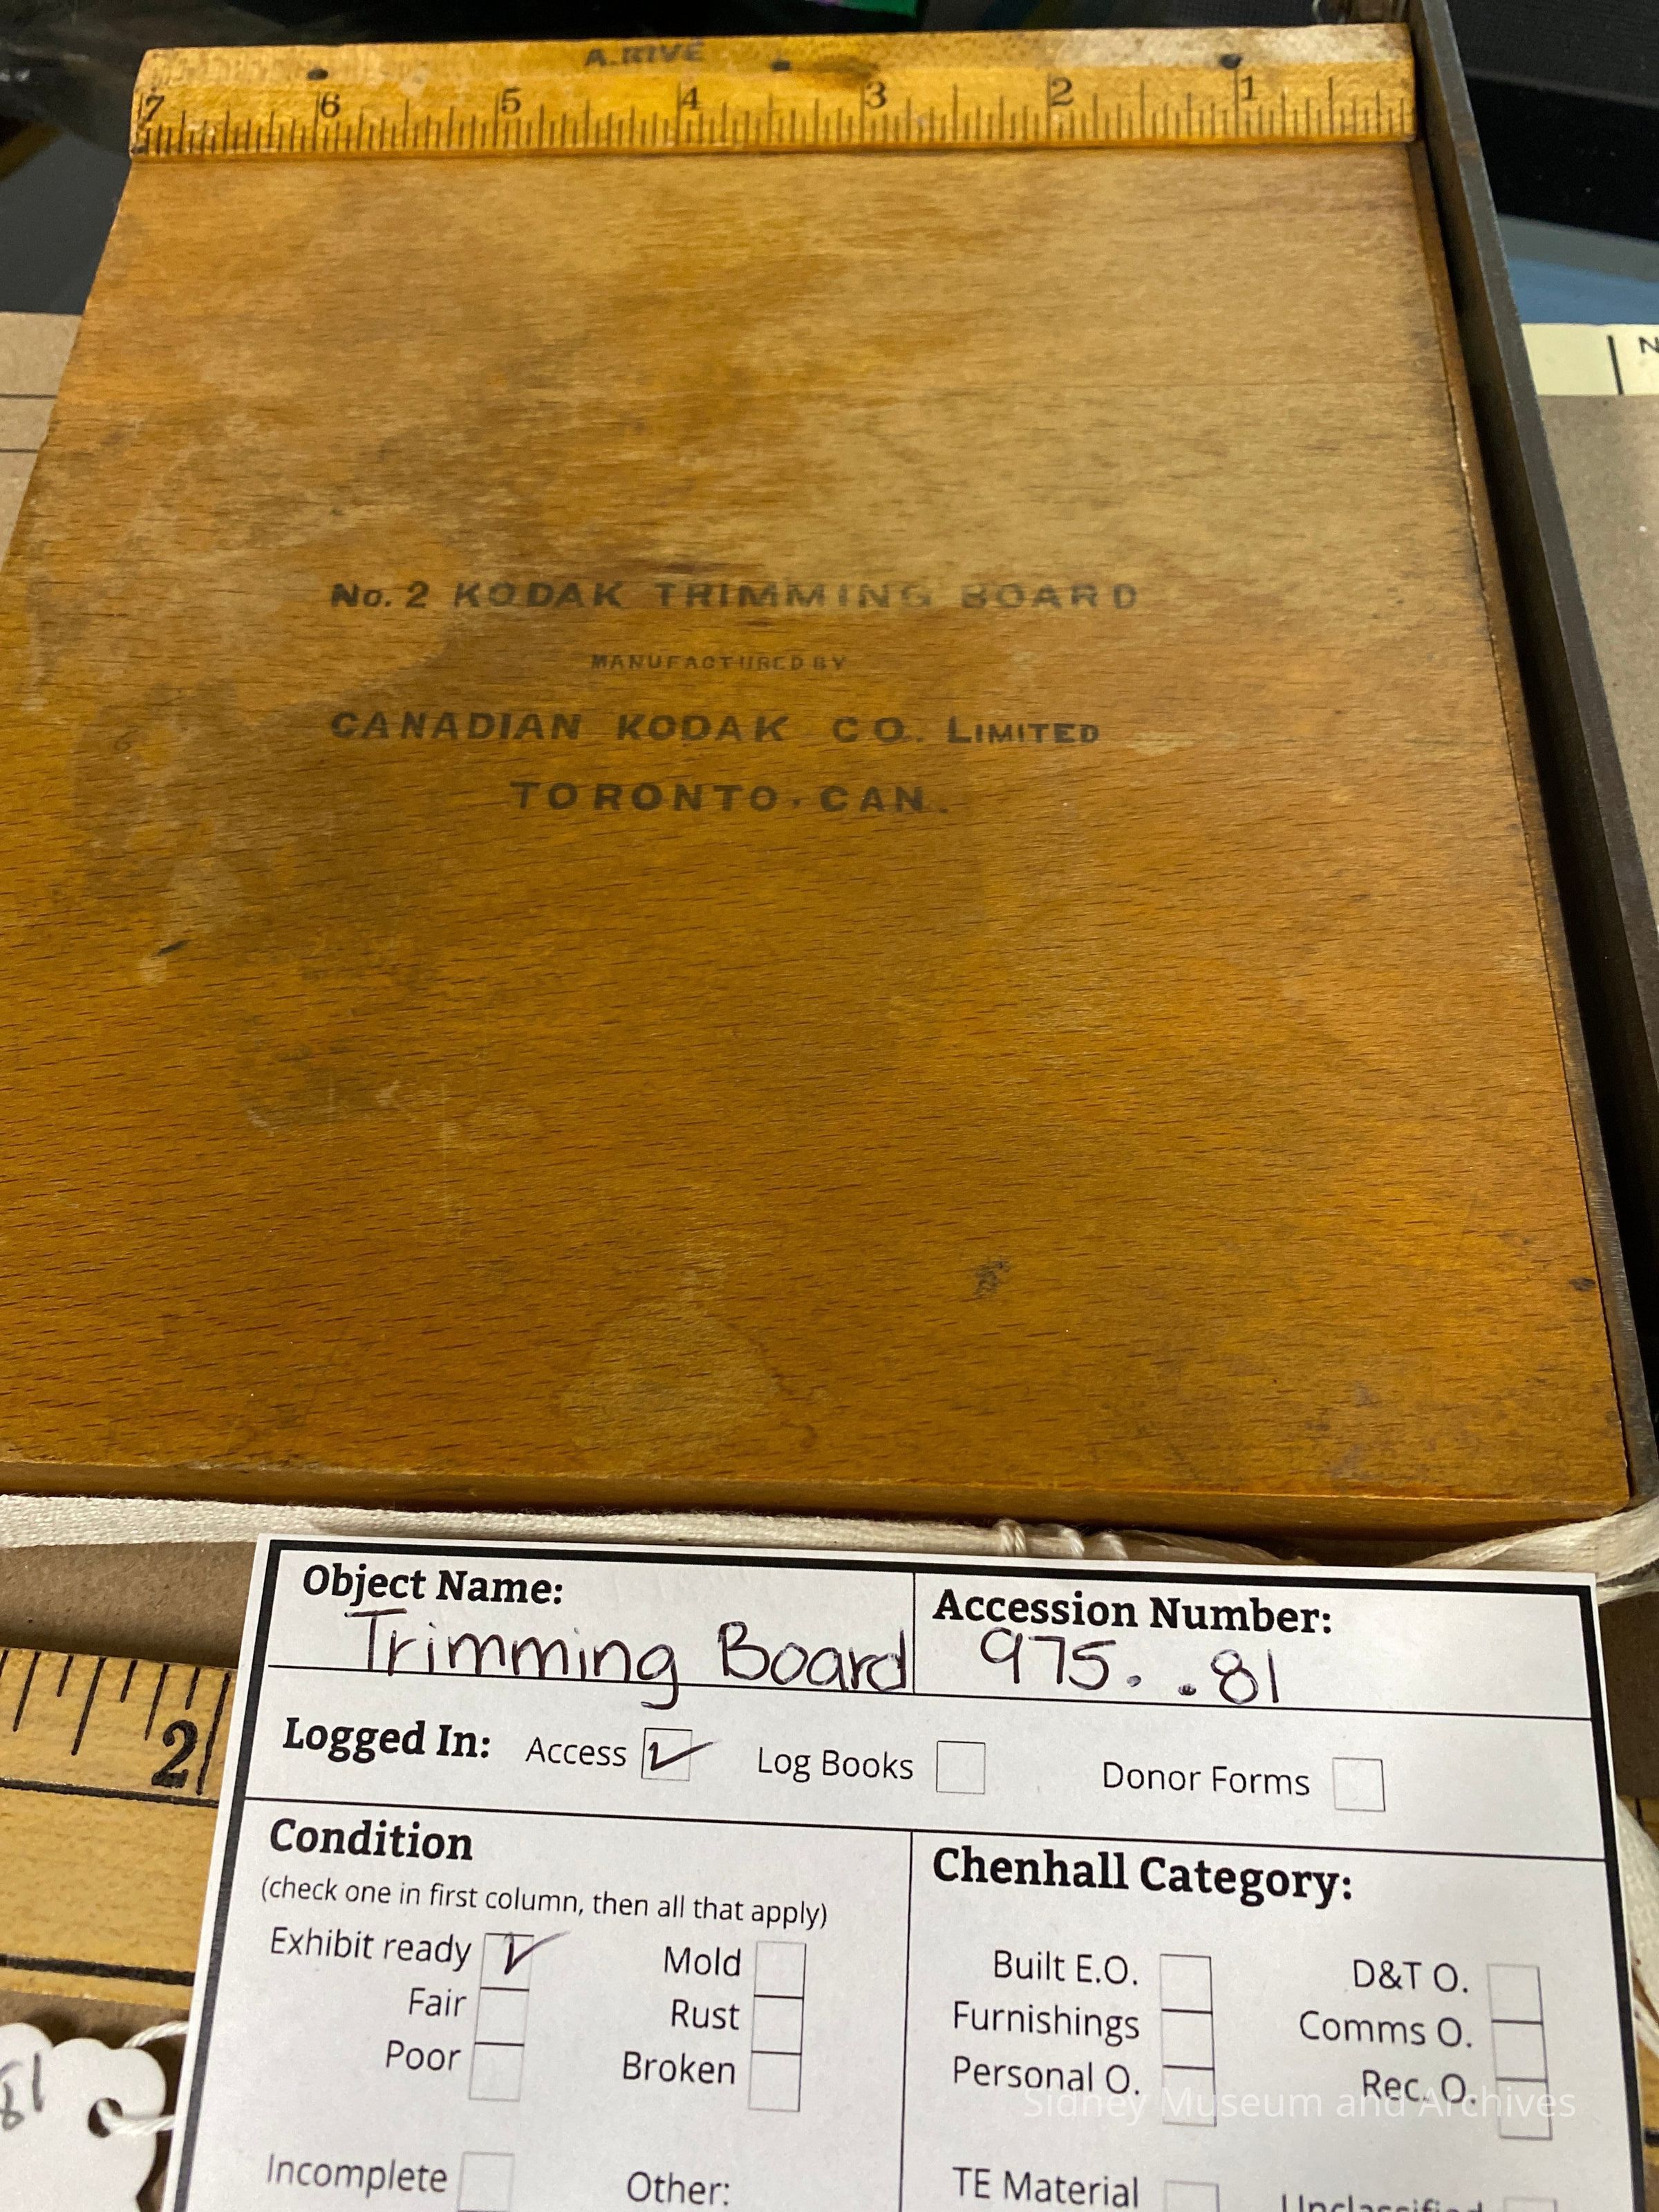 A.RIVE
7 6 5 4 3 2 1
N
No. 2 KODAK TRIMMING BOARD
MANUFACTURED BY
CANADIAN KODAK CO. LIMITED
TORONTO · CAN.
Object Name:
Trimming Board
Accession Number:
975. .81
2
Logged In: Access Log Books Donor Forms
Condition
(check one in first column, then all that apply)
Exhibit ready Mold
Fair Rust
Poor Broken
Incomplete Other:
Chenhall Category:
Built E.O. D&T O.
Furnishings Comms O.
Personal O. Rec. O.
TE Material Unclassified
81
Sidney Museum and Archives